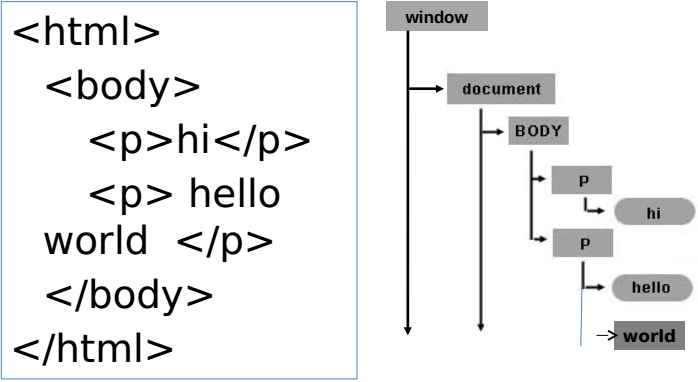 <html>
<body>
<p>hi</p>
<p> hello
world </p>
</body>
</html>
window
document
BODY
p
hi
p
hello
world